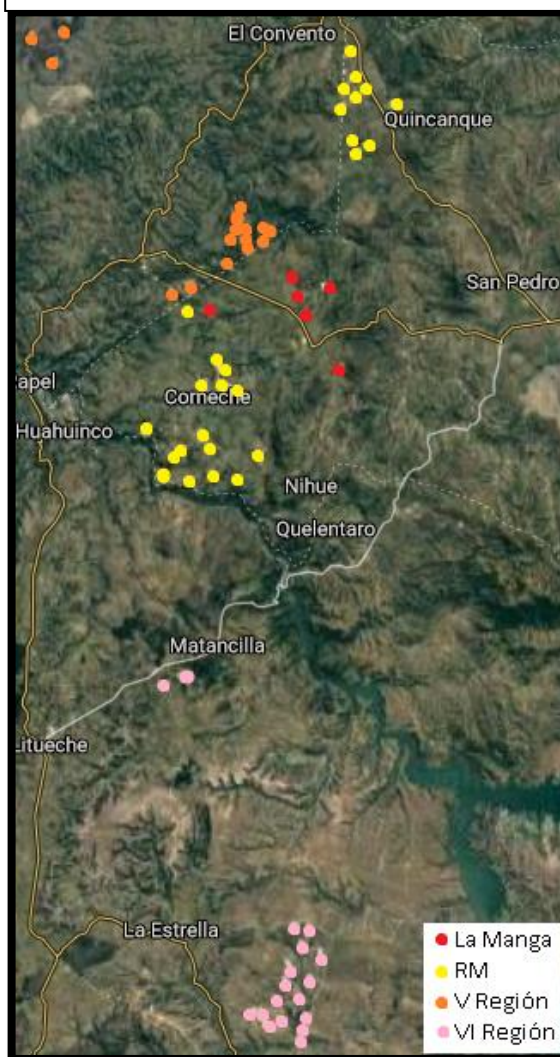 El Convento
Quincanque
San Pedro
apel
Corneche
Huahuinco
Nihue
Quelentaro
Matancilla
Litueche
La Estrella
La Manga
RM
V Región
VI Región